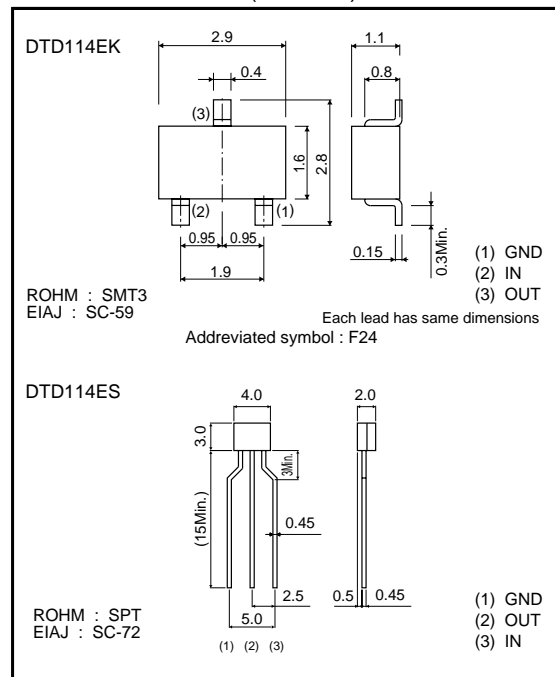 DTD114EK
2.9
0.4
(3)
1.6
2.8
(2)
(1)
0.95
0.95
1.9
1.1
0.8
0.15
0.3Min.
(1) GND
(2) IN
(3) OUT
ROHM : SMT3
EIAJ : SC-59
Each lead has same dimensions
Addreviated symbol : F24
DTD114ES
4.0
2.0
3.0
3Min.
(15Min.)
0.45
2.5
0.5
0.45
5.0
(1) (2) (3)
ROHM : SPT
EIAJ : SC-72
(1) GND
(2) OUT
(3) IN